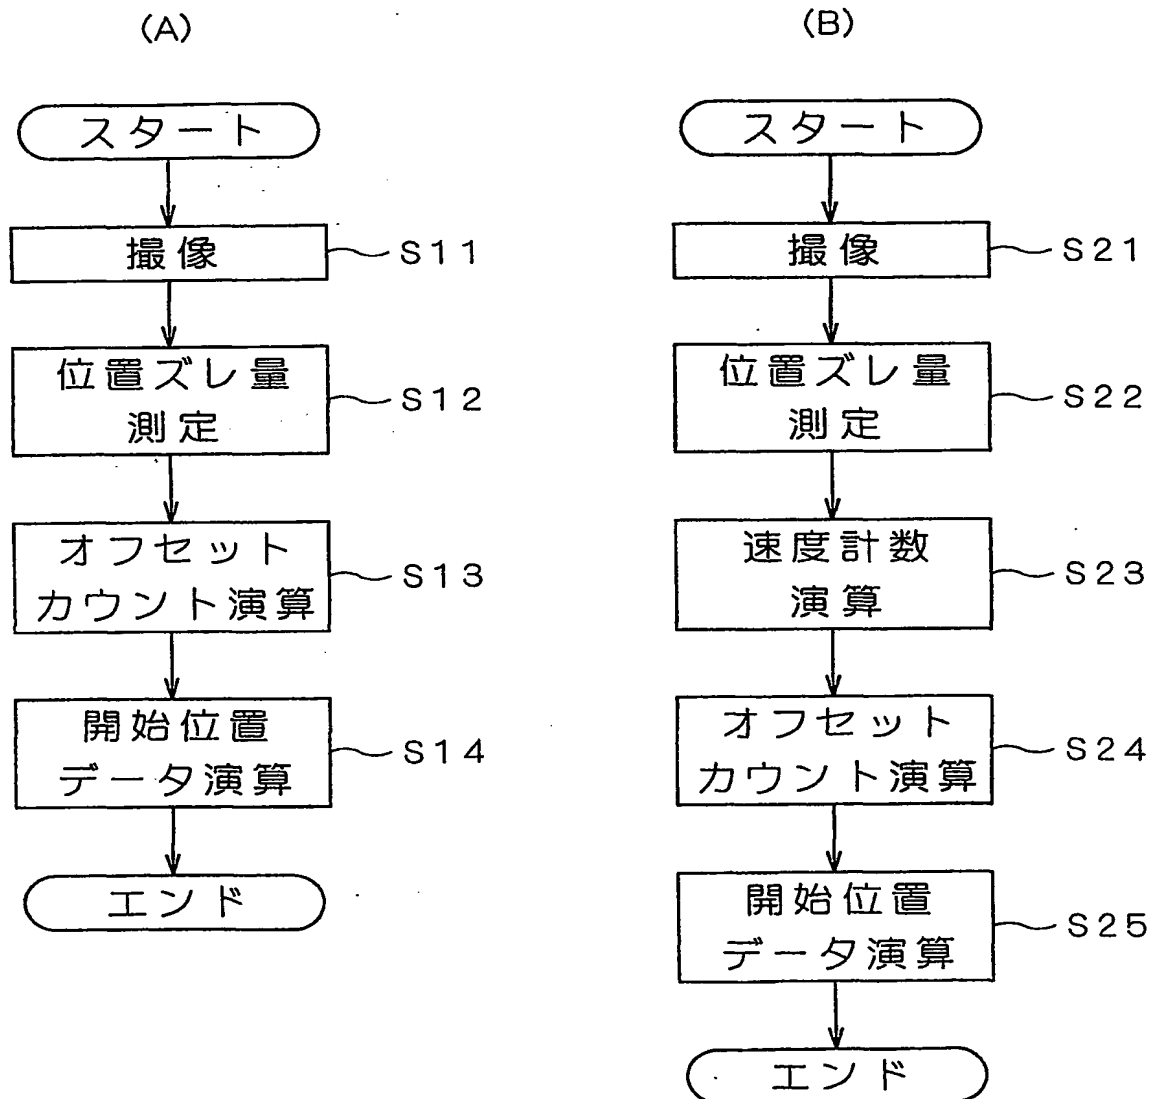 (A)
スタート
撮像
S11
位置ズレ量
測定
S12
オフセット
カウント演算
S13
開始位置
データ演算
S14
エンド
(B)
スタート
撮像
S21
位置ズレ量
測定
S22
速度計数
演算
S23
オフセット
カウント演算
S24
開始位置
データ演算
S25
エンド